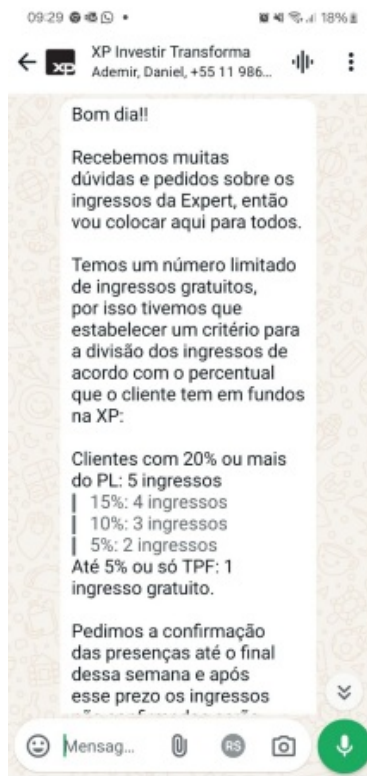 09:29
18%
xp
XP Investir Transforma
Ademir, Daniel, +55 11 986...
Bom dia!!
Recebemos muitas
dúvidas e pedidos sobre os
ingressos da Expert, então
vou colocar aqui para todos.
Temos um número limitado
de ingressos gratuitos,
por isso tivemos que
estabelecer um critério para
a divisão dos ingressos de
acordo com o percentual
que o cliente tem em fundos
na XP:
Clientes com 20% ou mais
do PL: 5 ingressos
15%: 4 ingressos
10%: 3 ingressos
5%: 2 ingressos
Até 5% ou só TPF: 1
ingresso gratuito.
Pedimos a confirmação
das presenças até o final
dessa semana e após
esse prezo os ingressos
Mensag...
RS